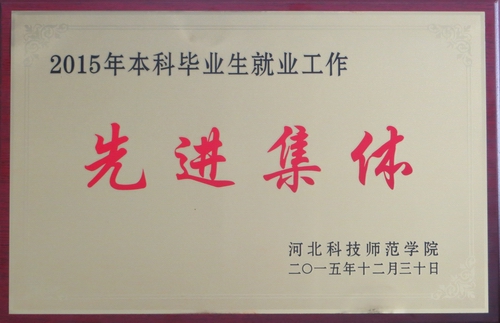 2015年本科毕业生就业工作
先进集体
河北科技师范学院
二〇一五年十二月三十日